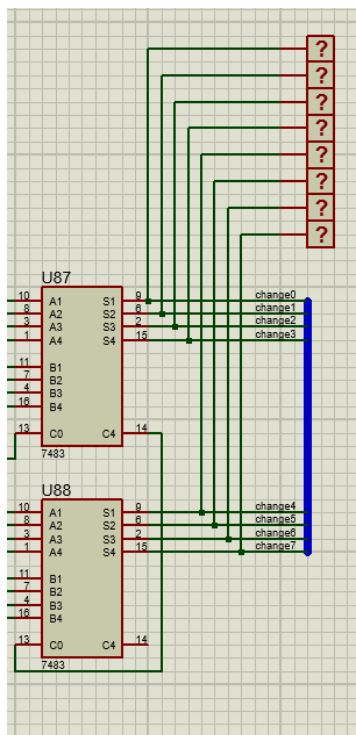 ?
?
?
?
?
?
?
?
U87
10 A1 S1 9 change0
8 A2 S2 6 change1
3 A3 S3 2 change2
1 A4 S4 15 change3
11 B1
7 B2
4 B3
16 B4
13 C0 C4 14
7483
U88
10 A1 S1 9 change4
8 A2 S2 6 change5
3 A3 S3 2 change6
1 A4 S4 15 change7
11 B1
7 B2
4 B3
16 B4
13 C0 C4 14
7483